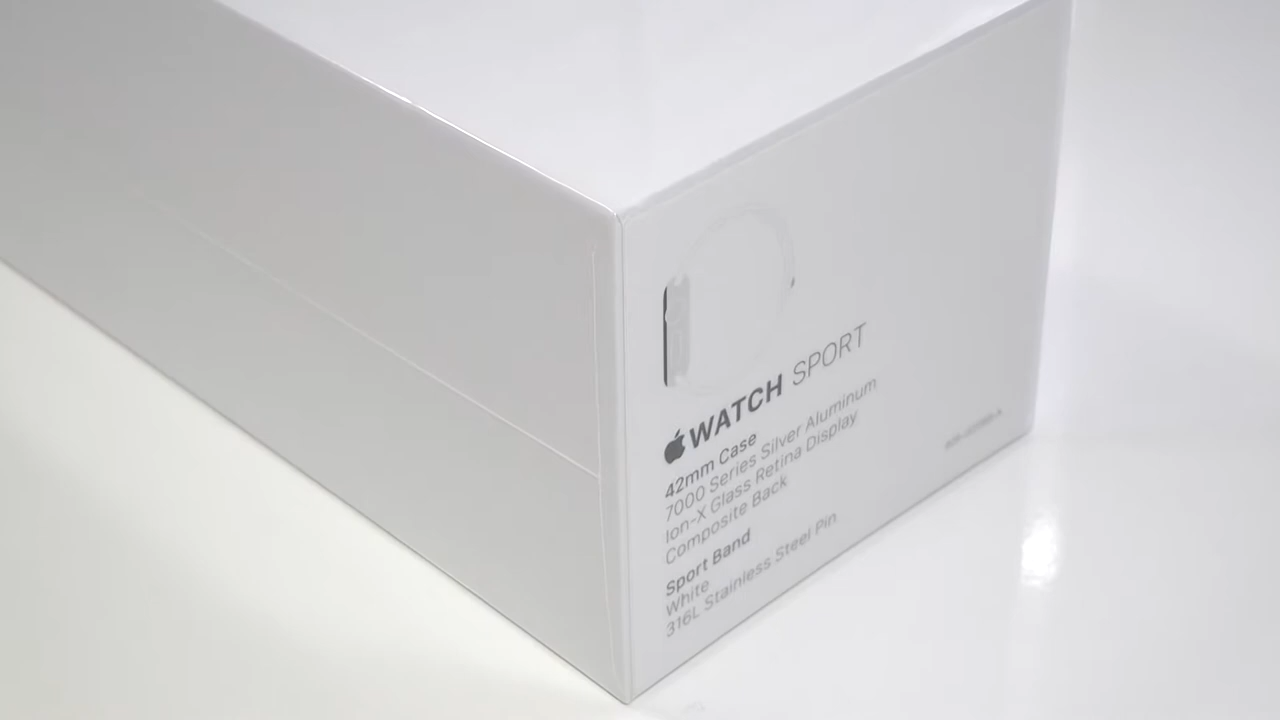 WATCH SPORT
42mm Case
7000 Series Silver Aluminum
Ion-X Glass Retina Display
Composite Back
Sport Band
White
316L Stainless Steel Pin